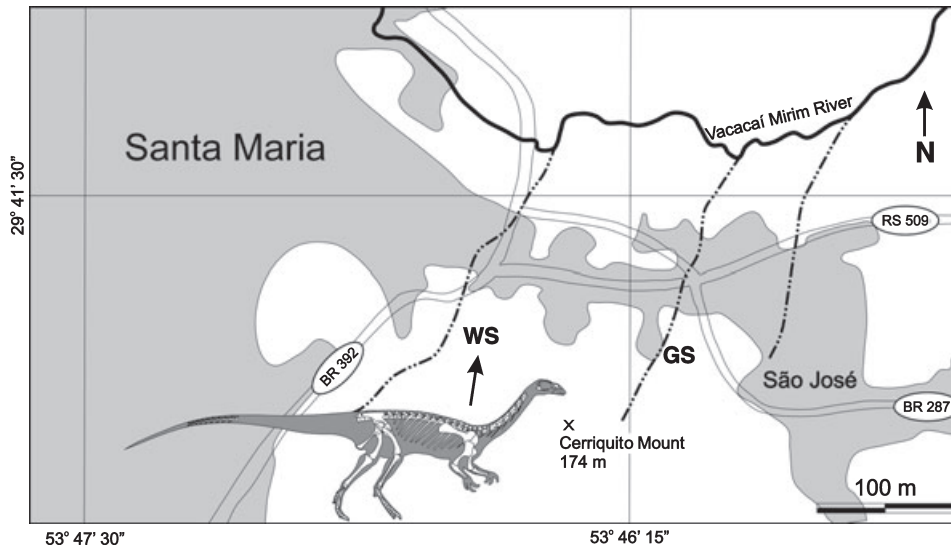 Santa Maria
Vacacaí Mirim River
N
29° 41’ 30”
RS 509
WS
GS
BR 392
São José
BR 287
Cerriquito Mount
174 m
100 m
53° 47’ 30”
53° 46’ 15”